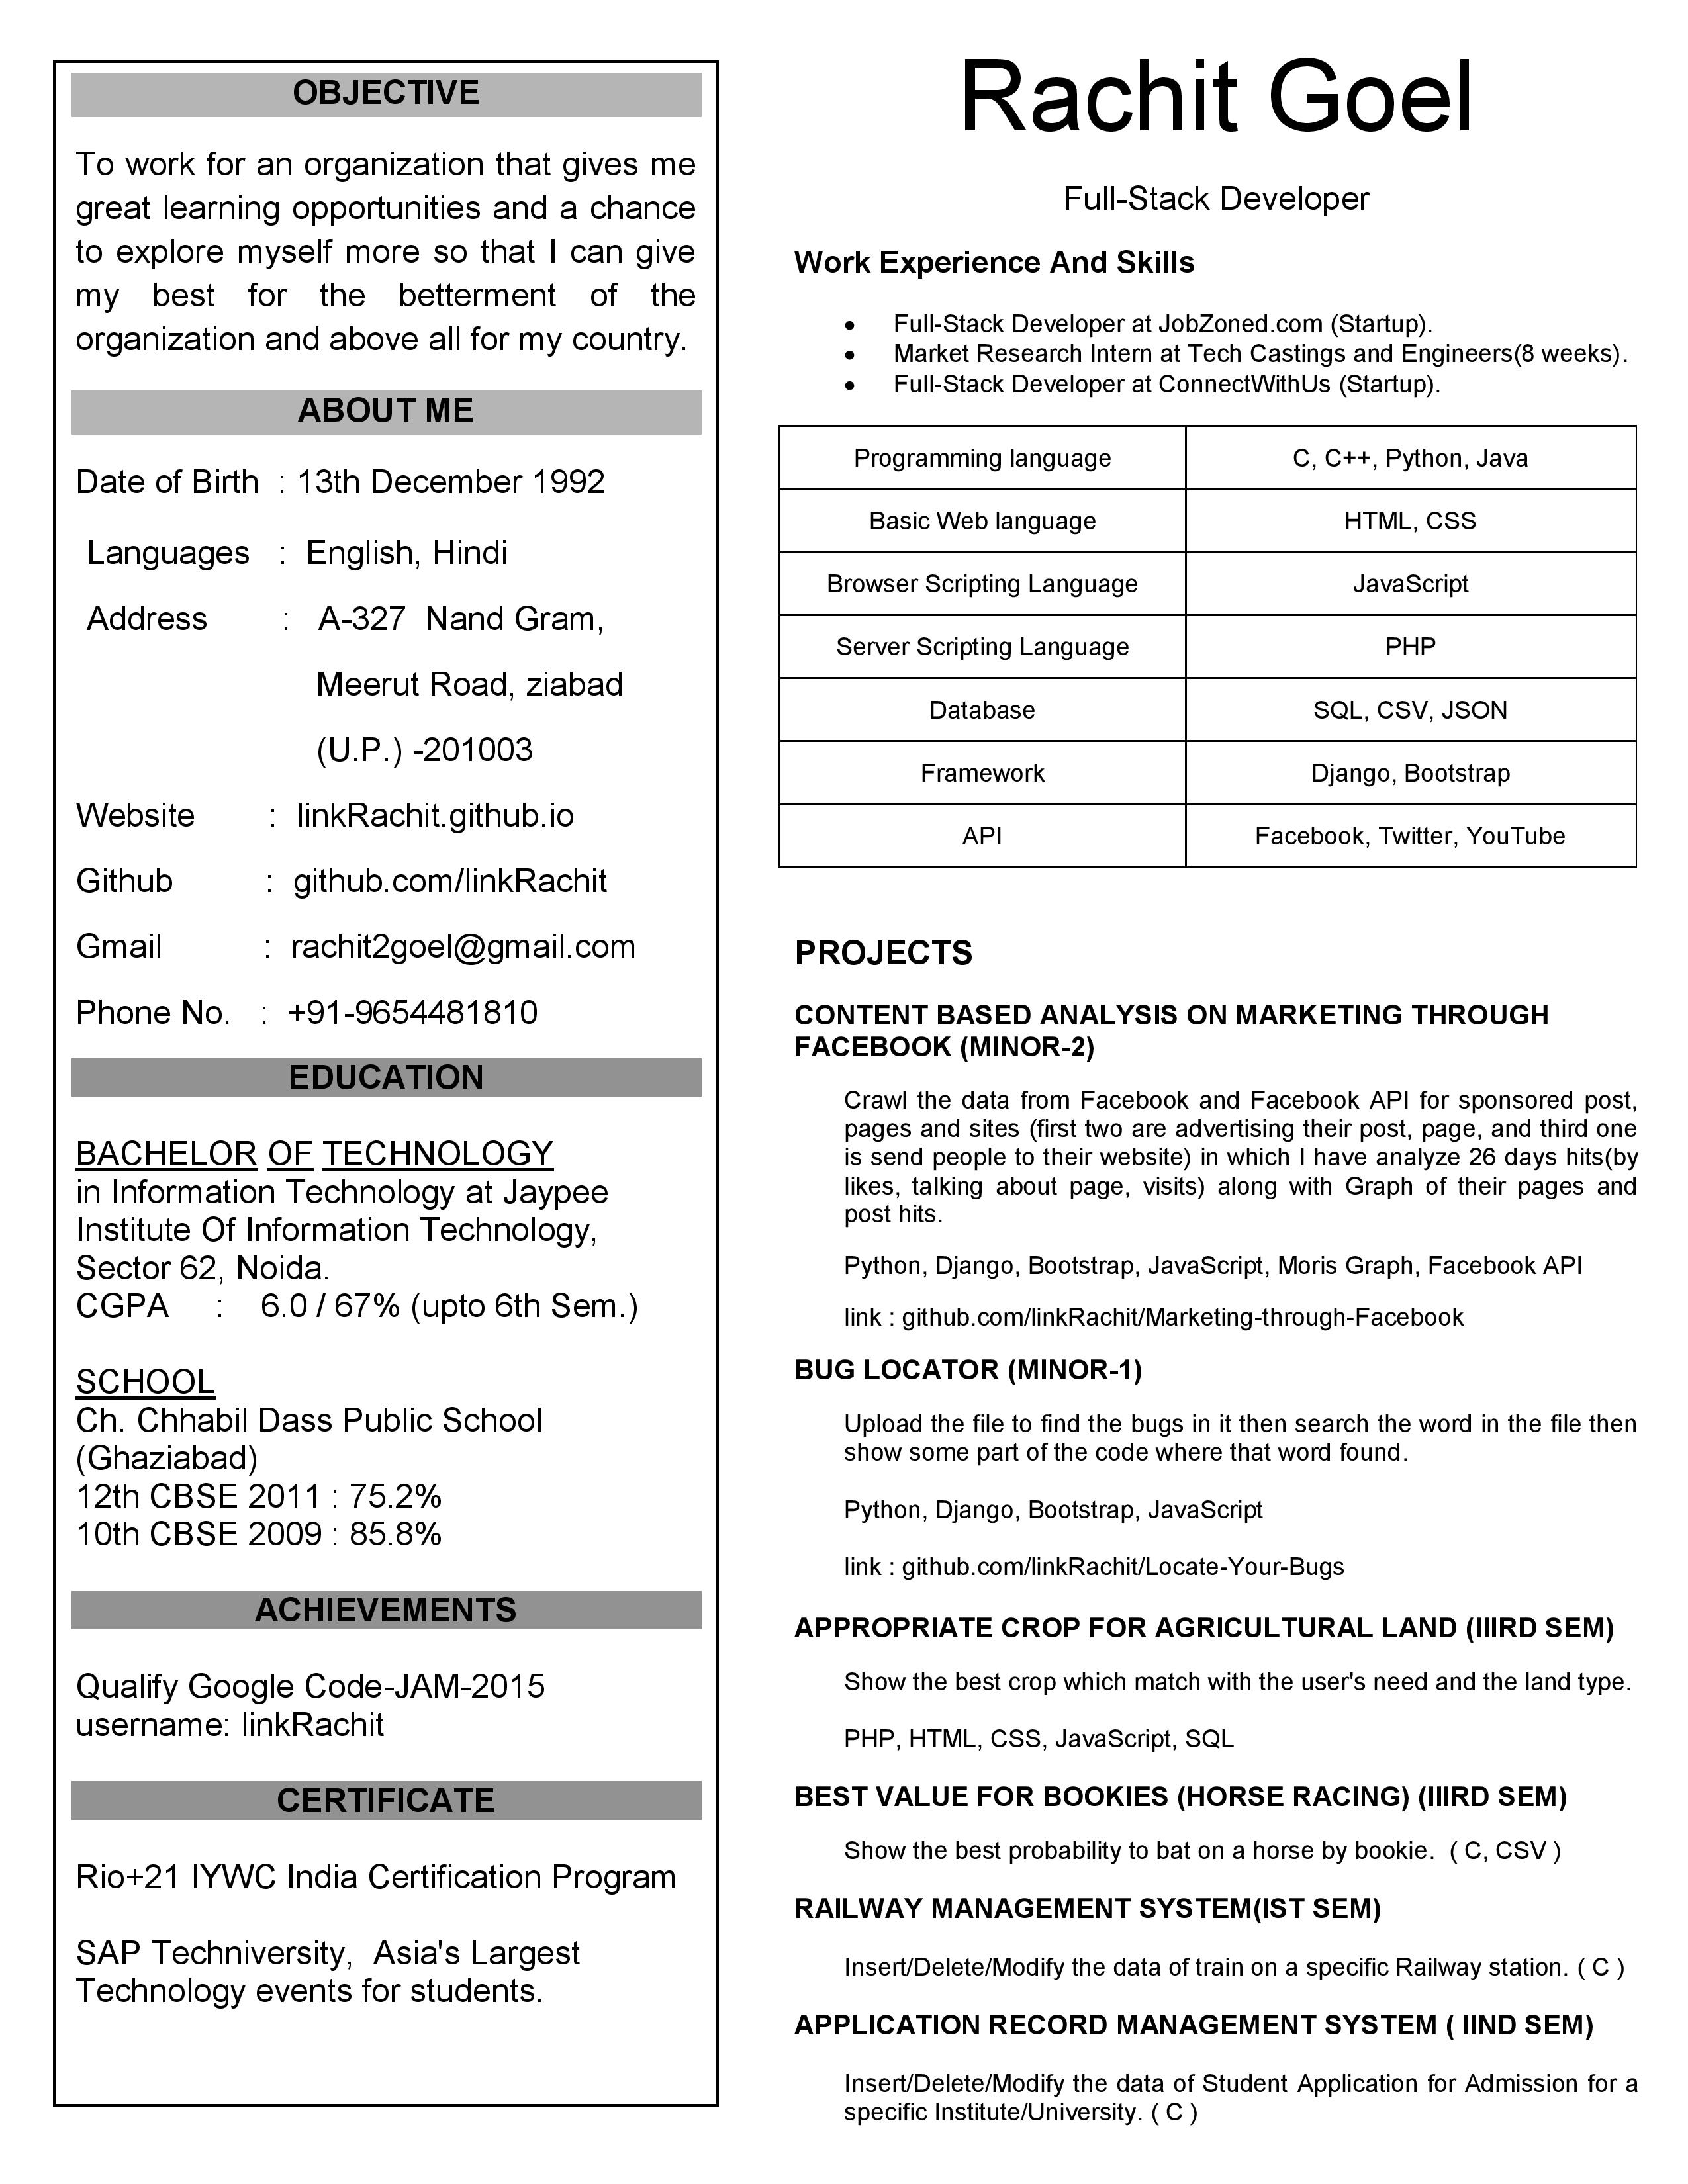 OBJECTIVE
To work for an organization that gives me
great learning opportunities and a chance
to explore myself more so that I can give
my best for the betterment of the
organization and above all for my country.
ABOUT ME
Date of Birth : 13th December 1992
Languages : English, Hindi
Address : A-327 Nand Gram,
Meerut Road, ziabad
(U.P.) -201003
Website : linkRachit.github.io
Github : github.com/linkRachit
Gmail : rachit2goel@gmail.com
Phone No. : +91-9654481810
EDUCATION
BACHELOR OF TECHNOLOGY
in Information Technology at Jaypee
Institute Of Information Technology,
Sector 62, Noida.
CGPA : 6.0 / 67% (upto 6th Sem.)
SCHOOL
Ch. Chhabil Dass Public School
(Ghaziabad)
12th CBSE 2011 : 75.2%
10th CBSE 2009 : 85.8%
ACHIEVEMENTS
Qualify Google Code-JAM-2015
username: linkRachit
CERTIFICATE
Rio+21 IYWC India Certification Program
SAP Techniversity, Asia's Largest
Technology events for students.
Rachit Goel
Full-Stack Developer
Work Experience And Skills
• Full-Stack Developer at JobZoned.com (Startup).
• Market Research Intern at Tech Castings and Engineers(8 weeks).
• Full-Stack Developer at ConnectWithUs (Startup).
Programming language C, C++, Python, Java
Basic Web language HTML, CSS
Browser Scripting Language JavaScript
Server Scripting Language PHP
Database SQL, CSV, JSON
Framework Django, Bootstrap
API Facebook, Twitter, YouTube
PROJECTS
CONTENT BASED ANALYSIS ON MARKETING THROUGH
FACEBOOK (MINOR-2)
Crawl the data from Facebook and Facebook API for sponsored post,
pages and sites (first two are advertising their post, page, and third one
is send people to their website) in which I have analyze 26 days hits(by
likes, talking about page, visits) along with Graph of their pages and
post hits.
Python, Django, Bootstrap, JavaScript, Moris Graph, Facebook API
link : github.com/linkRachit/Marketing-through-Facebook
BUG LOCATOR (MINOR-1)
Upload the file to find the bugs in it then search the word in the file then
show some part of the code where that word found.
Python, Django, Bootstrap, JavaScript
link : github.com/linkRachit/Locate-Your-Bugs
APPROPRIATE CROP FOR AGRICULTURAL LAND (IIIRD SEM)
Show the best crop which match with the user's need and the land type.
PHP, HTML, CSS, JavaScript, SQL
BEST VALUE FOR BOOKIES (HORSE RACING) (IIIRD SEM)
Show the best probability to bat on a horse by bookie. ( C, CSV )
RAILWAY MANAGEMENT SYSTEM(IST SEM)
Insert/Delete/Modify the data of train on a specific Railway station. ( C )
APPLICATION RECORD MANAGEMENT SYSTEM ( IIND SEM)
Insert/Delete/Modify the data of Student Application for Admission for a
specific Institute/University. ( C )